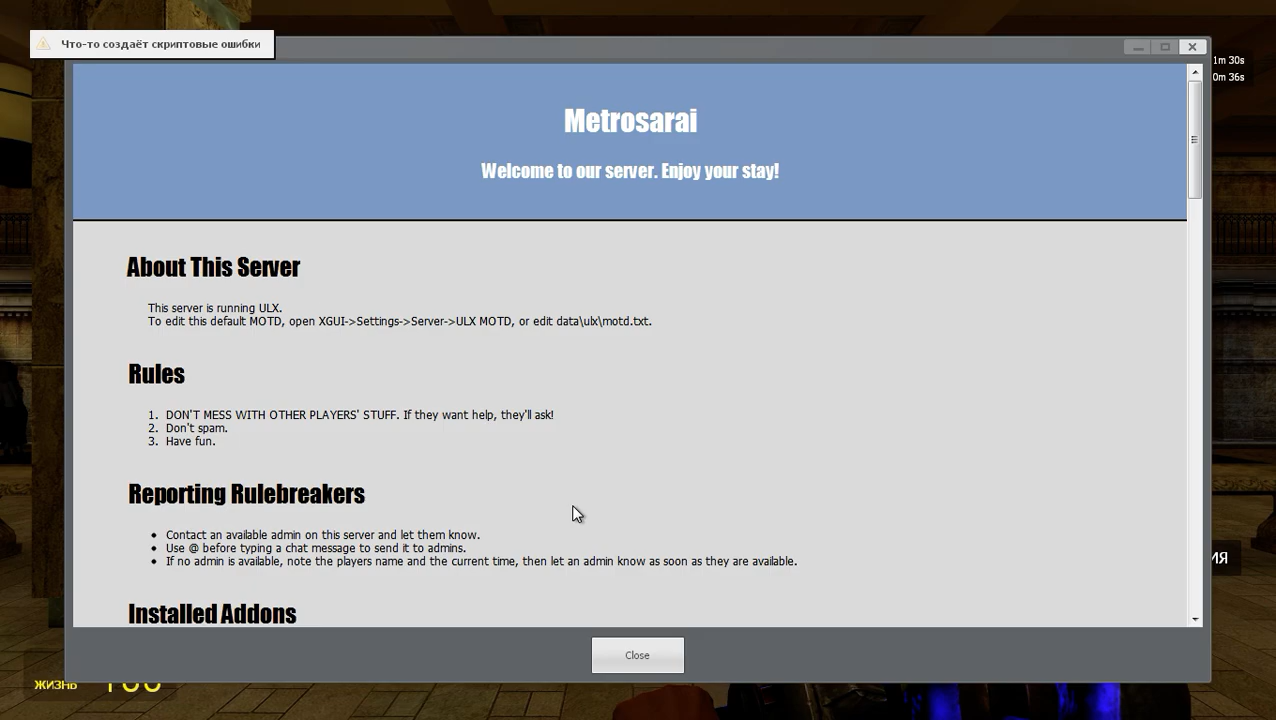 Что-то создаёт скриптовые ошибки
1m 30s
0m 36s
Metrosarai
Welcome to our server. Enjoy your stay!
About This Server
This server is running ULX.
To edit this default MOTD, open XGUI->Settings->Server->ULX MOTD, or edit data\ulx\motd.txt.
Rules
1. DON'T MESS WITH OTHER PLAYERS' STUFF. If they want help, they'll ask!
2. Don't spam.
3. Have fun.
Reporting Rulebreakers
• Contact an available admin on this server and let them know.
• Use @ before typing a chat message to send it to admins.
• If no admin is available, note the players name and the current time, then let an admin know as soon as they are available.
Installed Addons
Close
ЖИЗНЬ